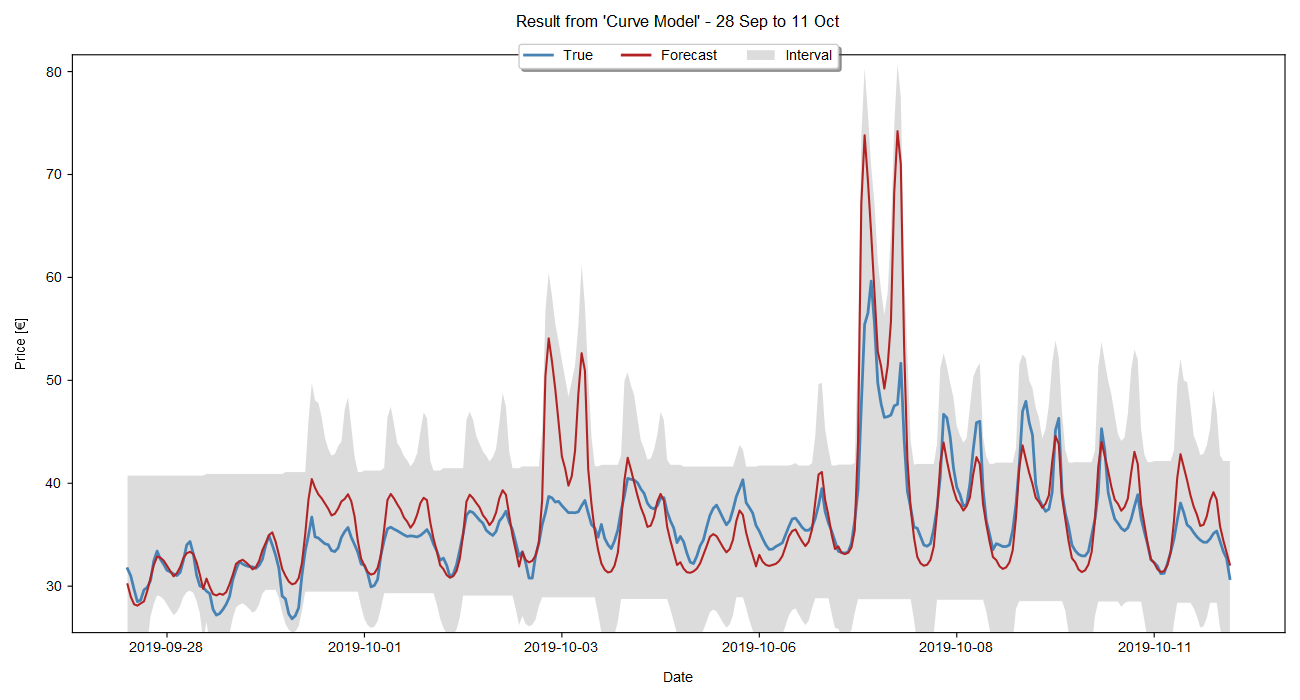 Result from 'Curve Model' - 28 Sep to 11 Oct
True Forecast Interval
80
70
60
50
40
30
Price [€]
2019-09-28 2019-10-01 2019-10-03 2019-10-06 2019-10-08 2019-10-11
Date